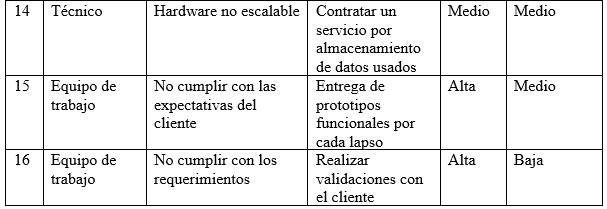 14 Técnico Hardware no escalable Contratar un Medio Medio
servicio por
almacenamiento
de datos usados
15 Equipo de No cumplir con las Entrega de Alta Medio
trabajo expectativas del prototipos
cliente funcionales por
cada lapso
16 Equipo de No cumplir con los Realizar Alta Baja
trabajo requerimientos validaciones con
el cliente